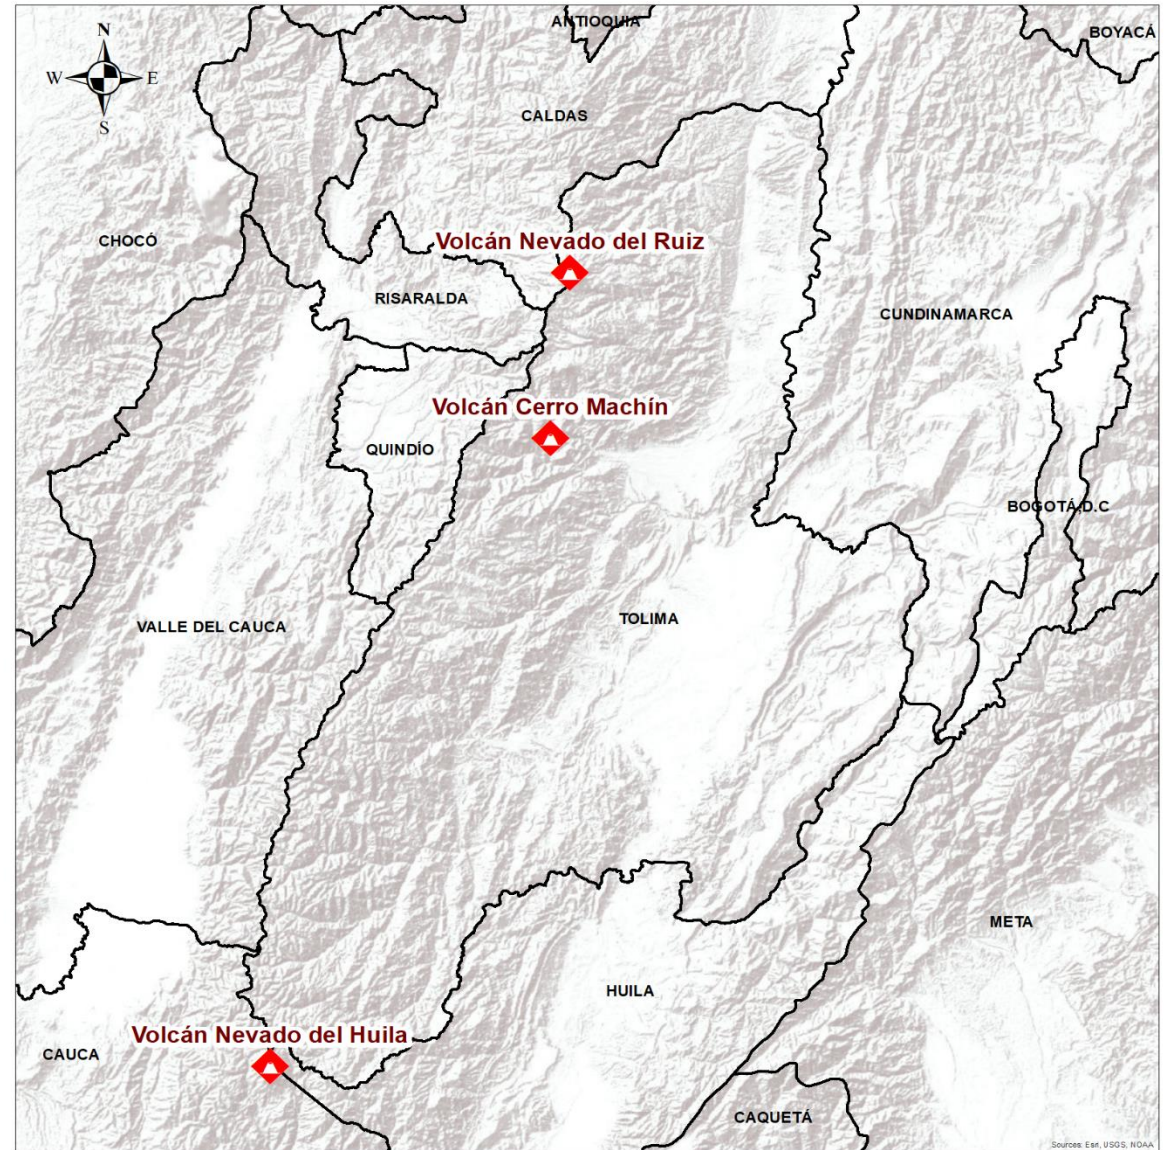 ANTIOQUIA
BOYACÁ
N
W E
S
CALDAS
CHOCÓ
Volcán Nevado del Ruiz
RISARALDA
CUNDINAMARCA
Volcán Cerro Machín
QUINDÍO
BOGOTÁ,D.C
TOLIMA
VALLE DEL CAUCA
META
HUILA
Volcán Nevado del Huila
CAUCA
CAQUETÁ
Sources: Esri, USGS, NOAA